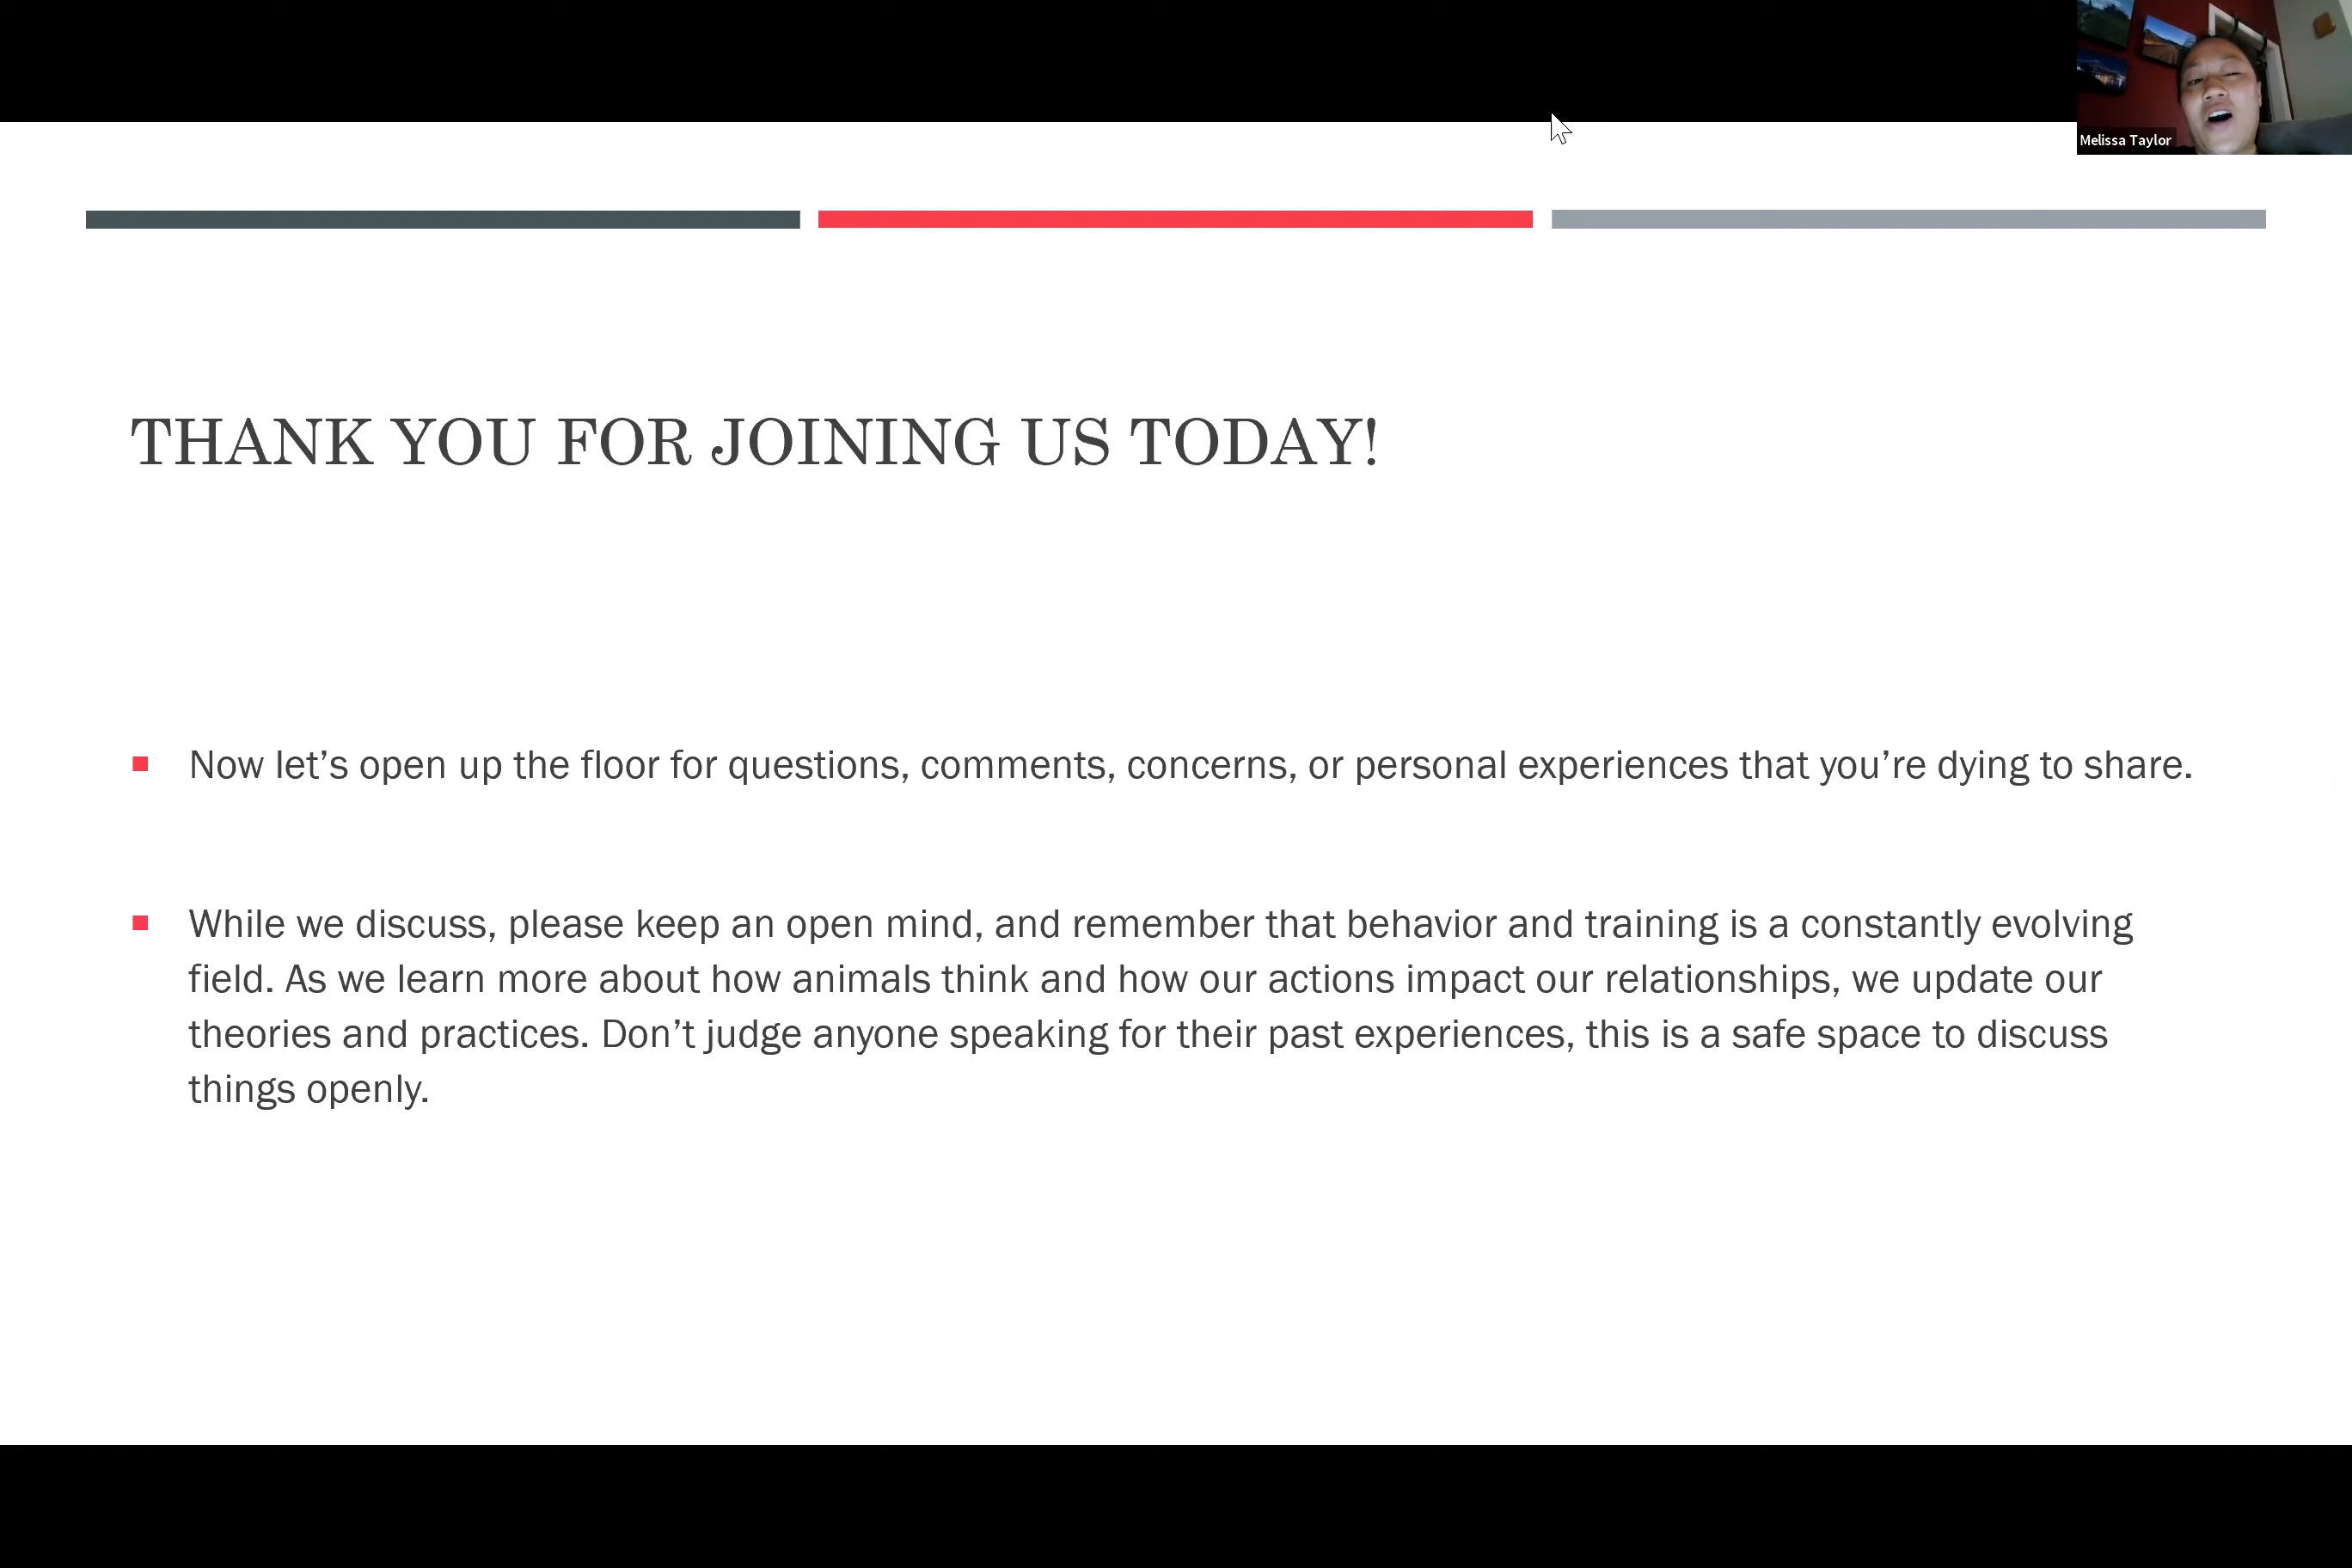 Melissa Taylor
THANK YOU FOR JOINING US TODAY!
Now let’s open up the floor for questions, comments, concerns, or personal experiences that you’re dying to share.
While we discuss, please keep an open mind, and remember that behavior and training is a constantly evolving
field. As we learn more about how animals think and how our actions impact our relationships, we update our
theories and practices. Don’t judge anyone speaking for their past experiences, this is a safe space to discuss
things openly.